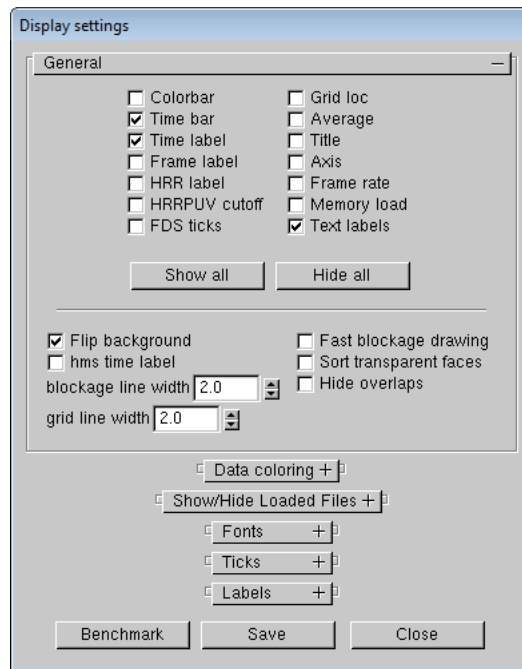 Display settings
General
Colorbar Grid loc
Time bar Average
Time label Title
Frame label Axis
HRR label Frame rate
HRRPUV cutoff Memory load
FDS ticks Text labels
Show all Hide all
Flip background Fast blockage drawing
hms time label Sort transparent faces
blockage line width 2.0 Hide overlaps
grid line width 2.0
Data coloring +
Show/Hide Loaded Files +
Fonts +
Ticks +
Labels +
Benchmark Save Close